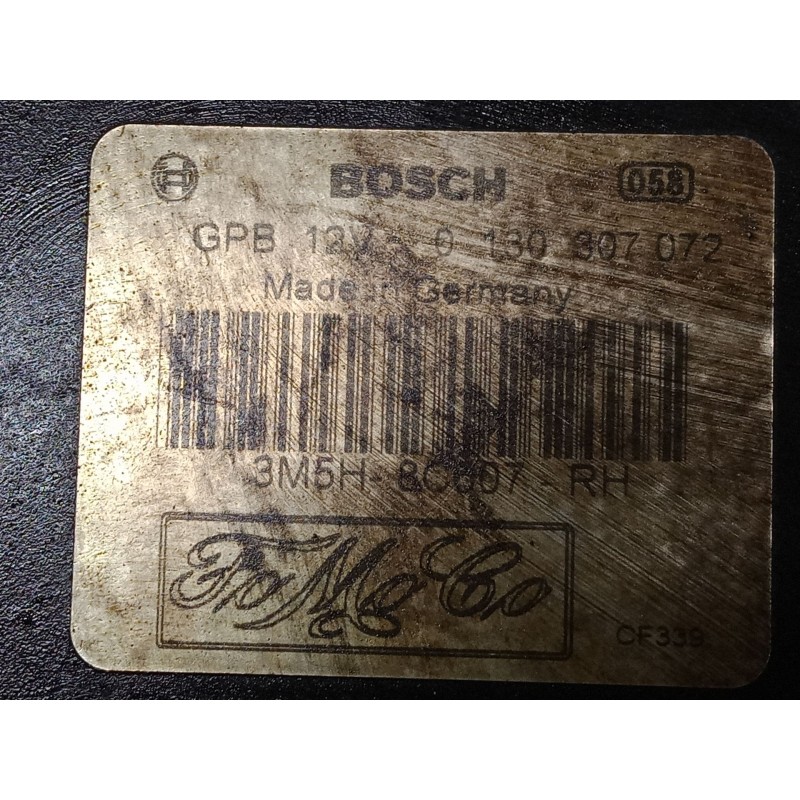 BOSCH 058
GPB 12V 0 130 307 072
Made in Germany
3M5H-8C607-RH
FoMoCo
CF339